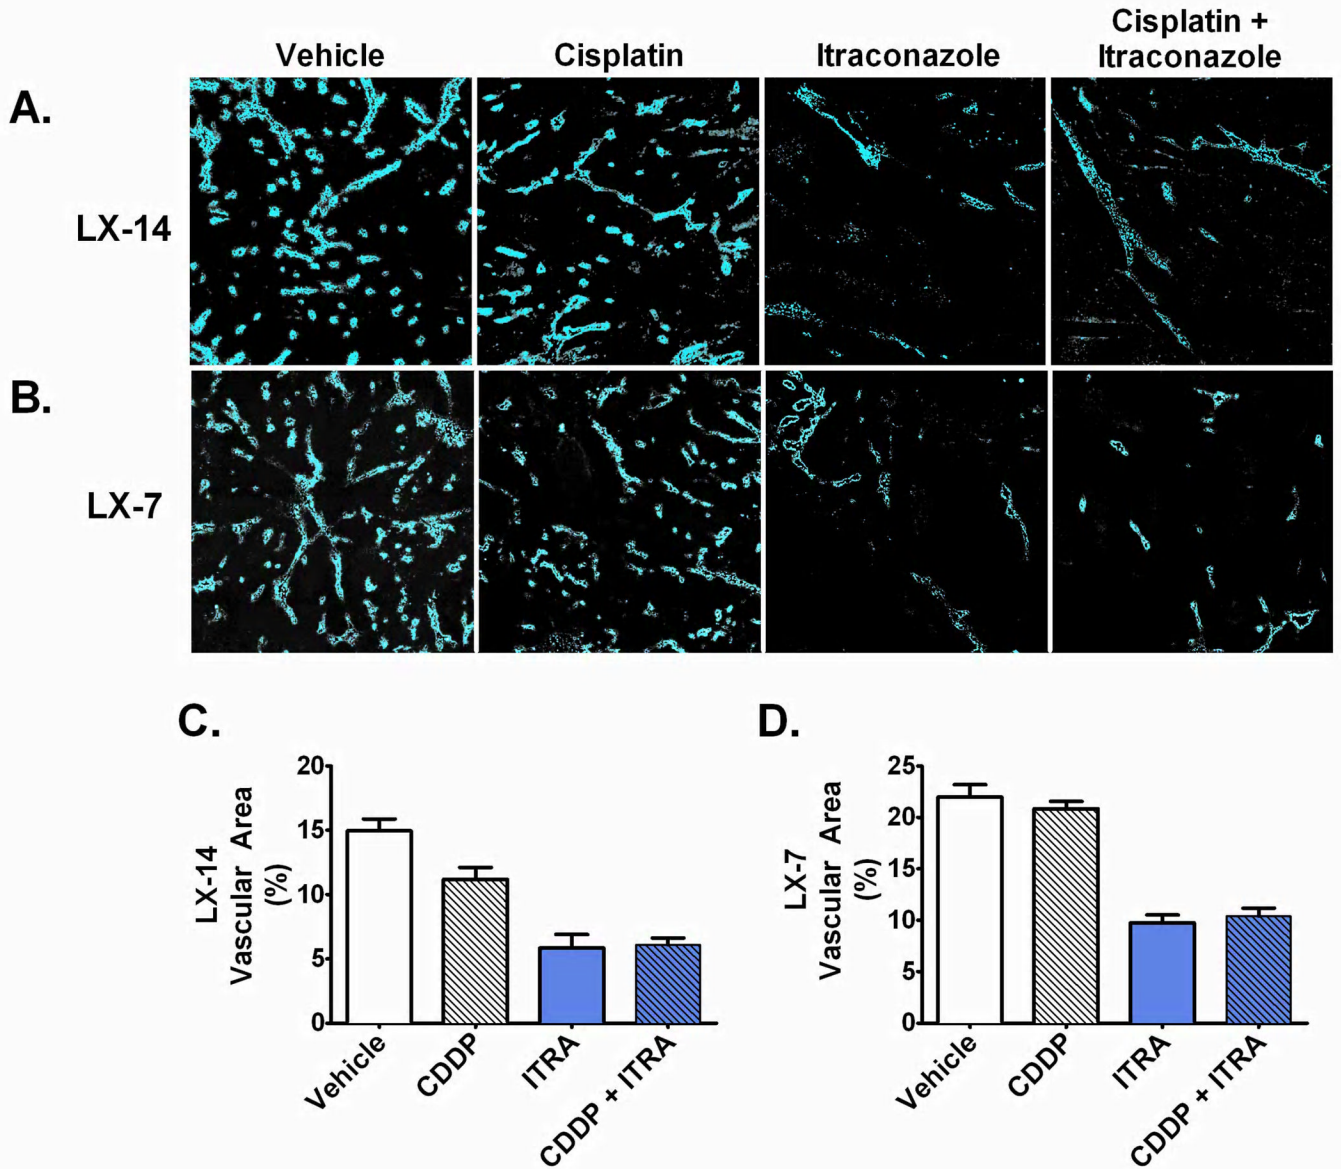 Vehicle
Cisplatin
Itraconazole
Cisplatin +
Itraconazole
A.
LX-14
B.
LX-7
C.
LX-14
Vascular Area
(%)
20
15
10
5
0
Vehicle
CDDP
ITRA
CDDP + ITRA
D.
LX-7
Vascular Area
(%)
25
20
15
10
5
0
Vehicle
CDDP
ITRA
CDDP + ITRA